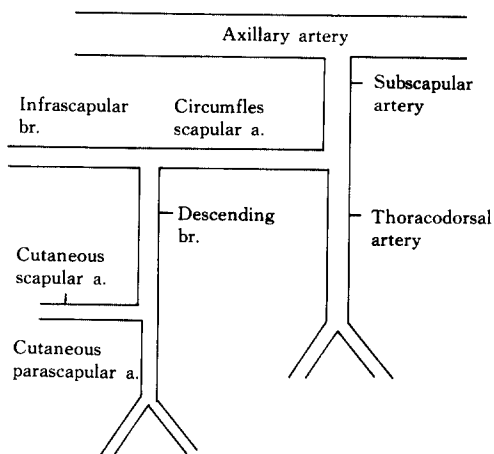 Axillary artery
Subscapular
artery
Infrascapular
br.
Circumfles
scapular a.
Descending
br.
Thoracodorsal
artery
Cutaneous
scapular a.
Cutaneous
parascapular a.